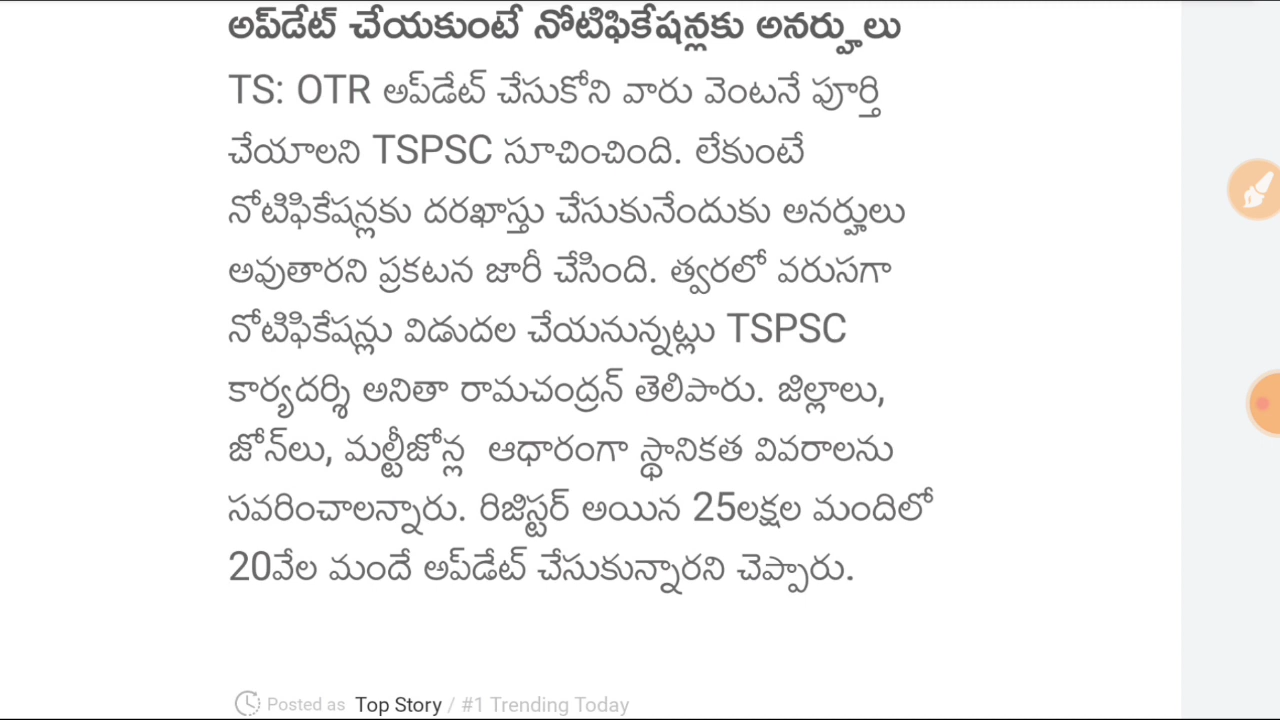 అప్‌డేట్ చేయకుంటే నోటిఫికేషన్లకు అనర్హులు
TS: OTR అప్‌డేట్ చేసుకోని వారు వెంటనే పూర్తి
చేయాలని TSPSC సూచించింది. లేకుంటే
నోటిఫికేషన్లకు దరఖాస్తు చేసుకునేందుకు అనర్హులు
అవుతారని ప్రకటన జారీ చేసింది. త్వరలో వరుసగా
నోటిఫికేషన్లు విడుదల చేయనున్నట్లు TSPSC
కార్యదర్శి అనితా రామచంద్రన్ తెలిపారు. జిల్లాలు,
జోన్‌లు, మల్టీజోన్ల ఆధారంగా స్థానికత వివరాలను
సవరించాలన్నారు. రిజిస్టర్ అయిన 25లక్షల మందిలో
20వేల మందే అప్‌డేట్ చేసుకున్నారని చెప్పారు.
Posted as Top Story / #1 Trending Today